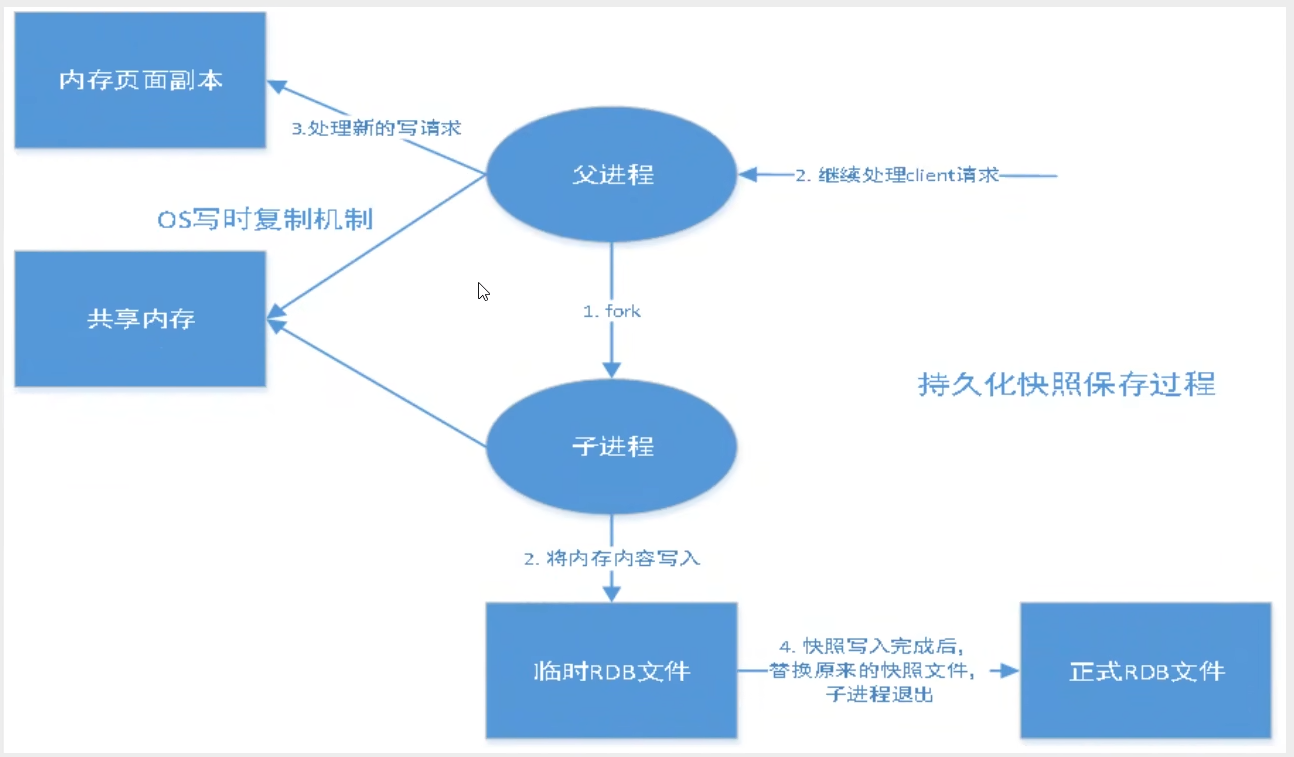 内存页面副本
3.处理新的写请求
父进程
2. 继续处理client请求
OS写时复制机制
共享内存
1. fork
持久化快照保存过程
子进程
2. 将内存内容写入
临时RDB文件
4. 快照写入完成后,
替换原来的快照文件,
子进程退出
正式RDB文件